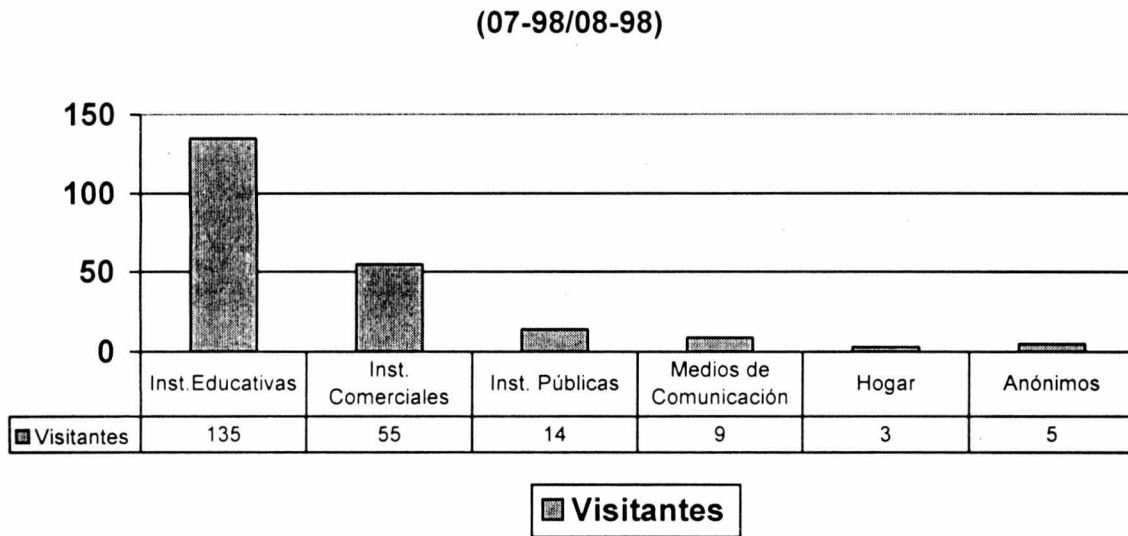 (07-98/08-98)
150
100
50
0
Inst.Educativas
Inst.
Comerciales
Inst. Públicas
Medios de
Comunicación
Hogar
Anónimos
Visitantes 135 55 14 9 3 5
Visitantes